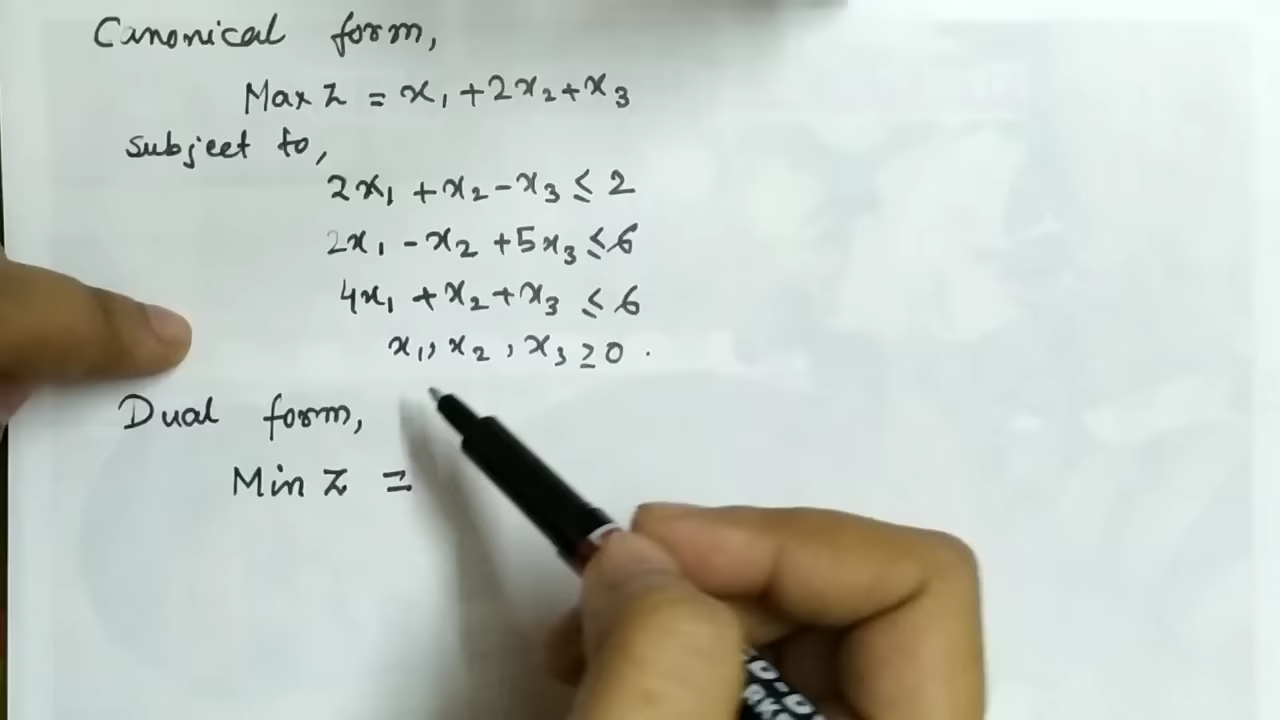 Canonical form,
Max Z = x₁ + 2x₂ + x₃
subject to,
2x₁ + x₂ - x₃ ≤ 2
2x₁ - x₂ + 5x₃ ≤ 6
4x₁ + x₂ + x₃ ≤ 6
x₁, x₂, x₃ ≥ 0.
Dual form,
Min Z =